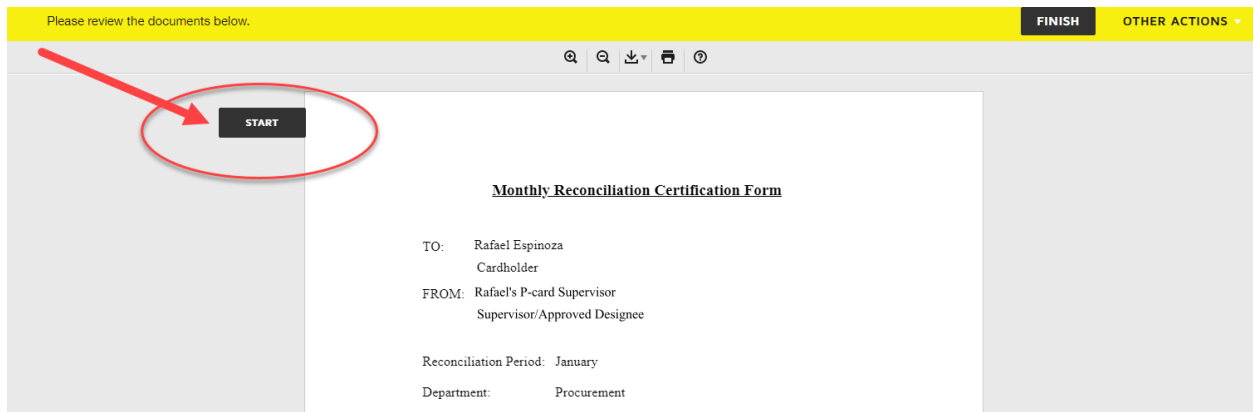 Please review the documents below.
FINISH
OTHER ACTIONS
START
Monthly Reconciliation Certification Form
TO: Rafael Espinoza
Cardholder
FROM: Rafael's P-card Supervisor
Supervisor/Approved Designee
Reconciliation Period: January
Department: Procurement